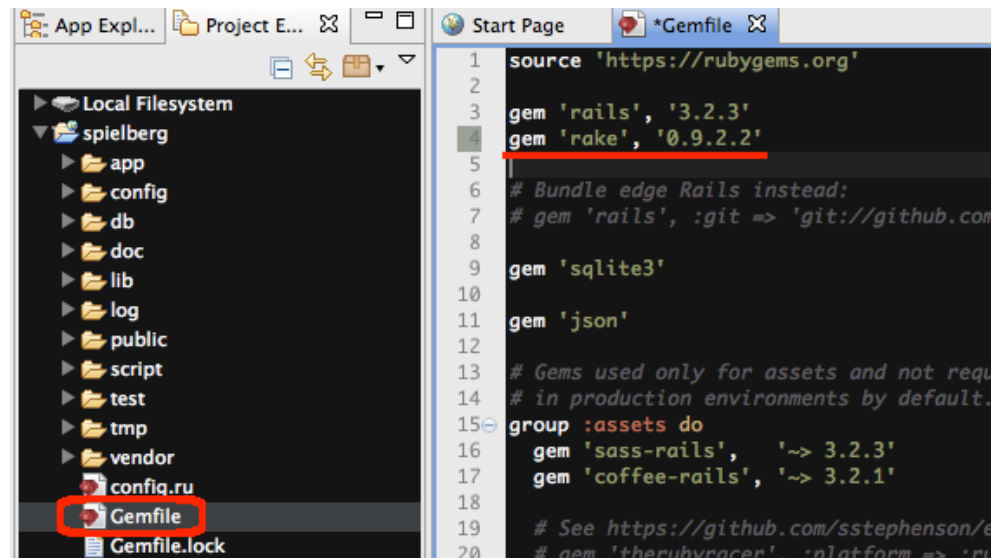 App Expl... Project E...
Local Filesystem
spielberg
app
config
db
doc
lib
log
public
script
test
tmp
vendor
config.ru
Gemfile
Gemfile.lock
Start Page *Gemfile
1 source 'https://rubygems.org'
2
3 gem 'rails', '3.2.3'
4 gem 'rake', '0.9.2.2'
5
6 # Bundle edge Rails instead:
7 # gem 'rails', :git => 'git://github.com
8
9 gem 'sqlite3'
10
11 gem 'json'
12
13 # Gems used only for assets and not requ
14 # in production environments by default.
15 group :assets do
16 gem 'sass-rails', '~> 3.2.3'
17 gem 'coffee-rails', '~> 3.2.1'
18
19 # See https://github.com/sstephenson/e
20 # gem 'therubyracer', :platform => :ru